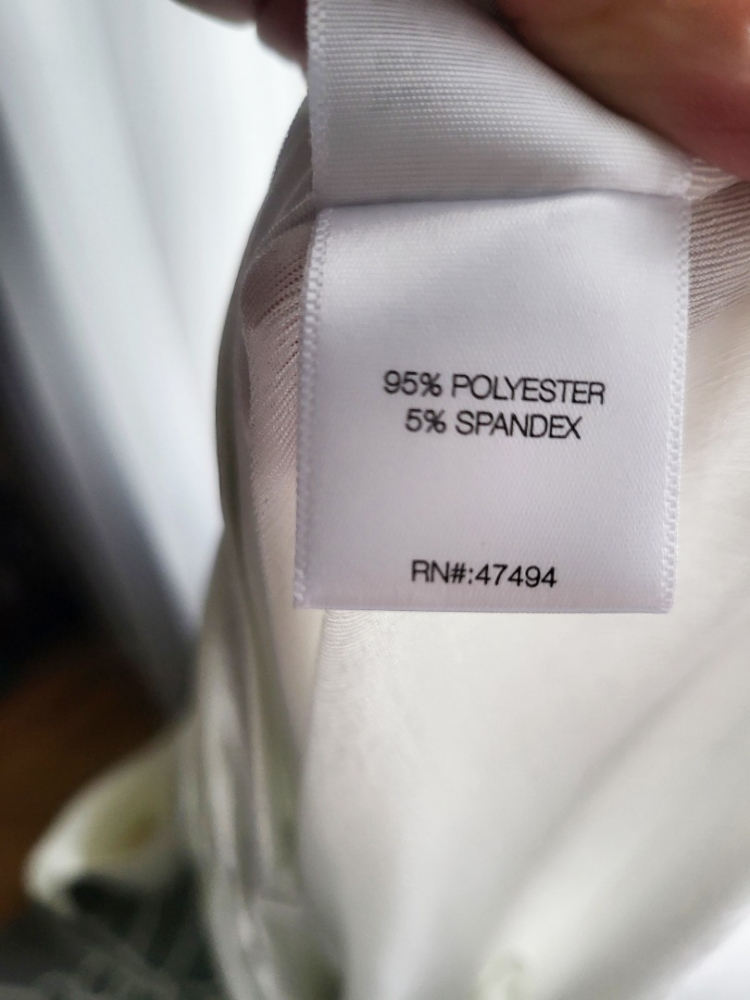 95% POLYESTER
5% SPANDEX
RN#:47494